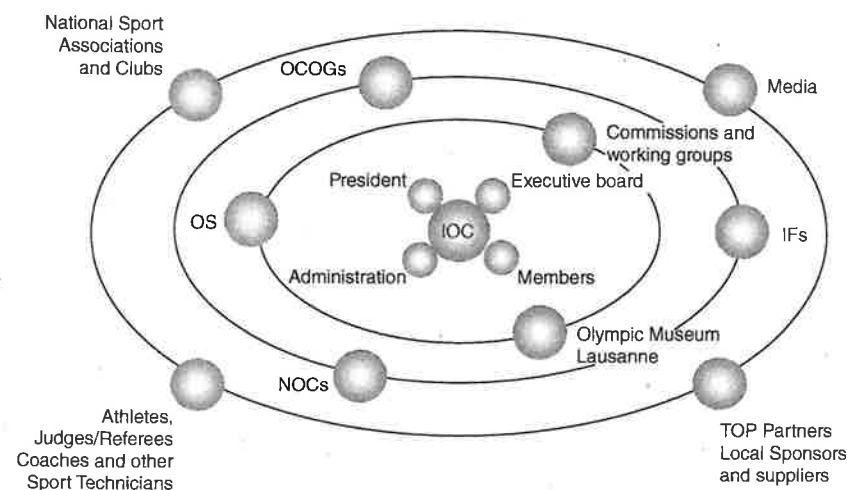 National Sport
Associations
and Clubs
OCOGs
Media
Commissions and
working groups
President
Executive board
OS
IOC
IFs
Administration
Members
Olympic Museum
Lausanne
NOCs
Athletes,
Judges/Referees
Coaches and other
Sport Technicians
TOP Partners
Local Sponsors
and suppliers